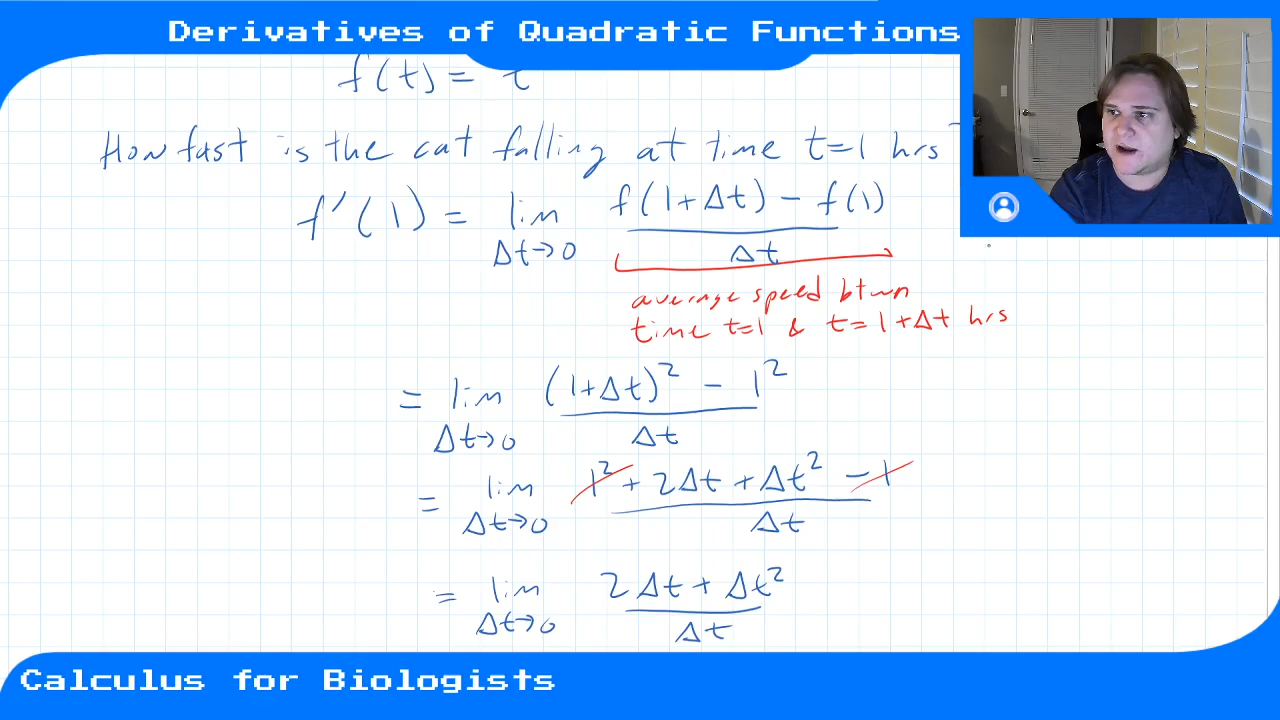 Derivatives of Quadratic Functions
f(t) = t
How fast is the cat falling at time t=1 hrs
f'(1) = lim Δt→0 f(1+Δt) - f(1) / Δt
average speed btwn
time t=1 & t=1+Δt hrs
= lim Δt→0 (1+Δt)² - 1² / Δt
= lim Δt→0 1² + 2Δt + Δt² - 1 / Δt
= lim Δt→0 2Δt + Δt² / Δt
Calculus for Biologists